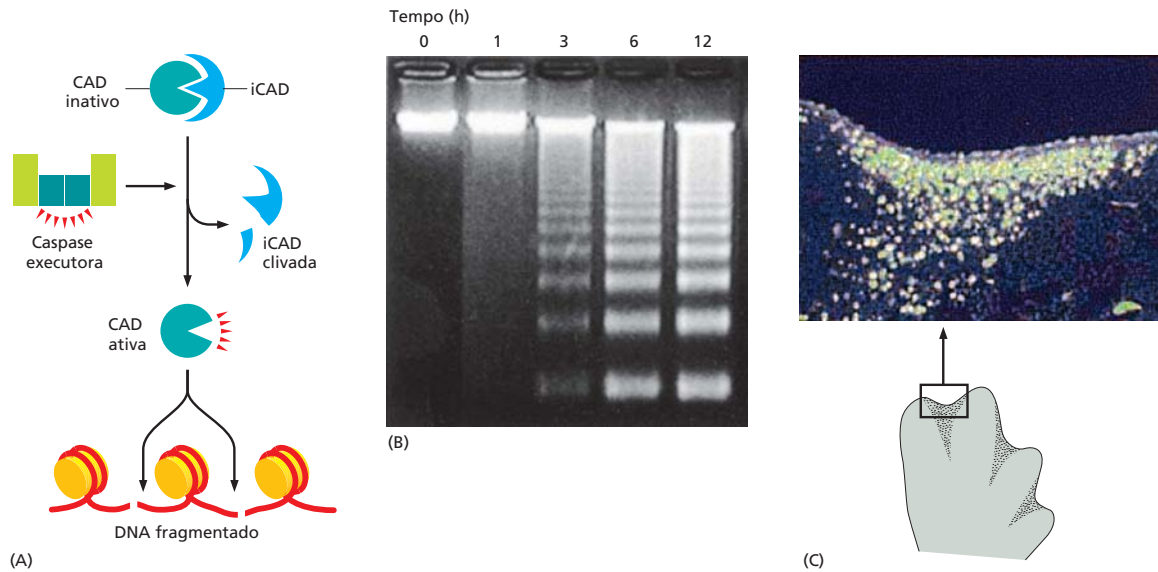 CAD
inativo
iCAD
Caspase
executora
iCAD
clivada
CAD
ativa
DNA fragmentado
(A)
Tempo (h)
0 1 3 6 12
(B)
(C)